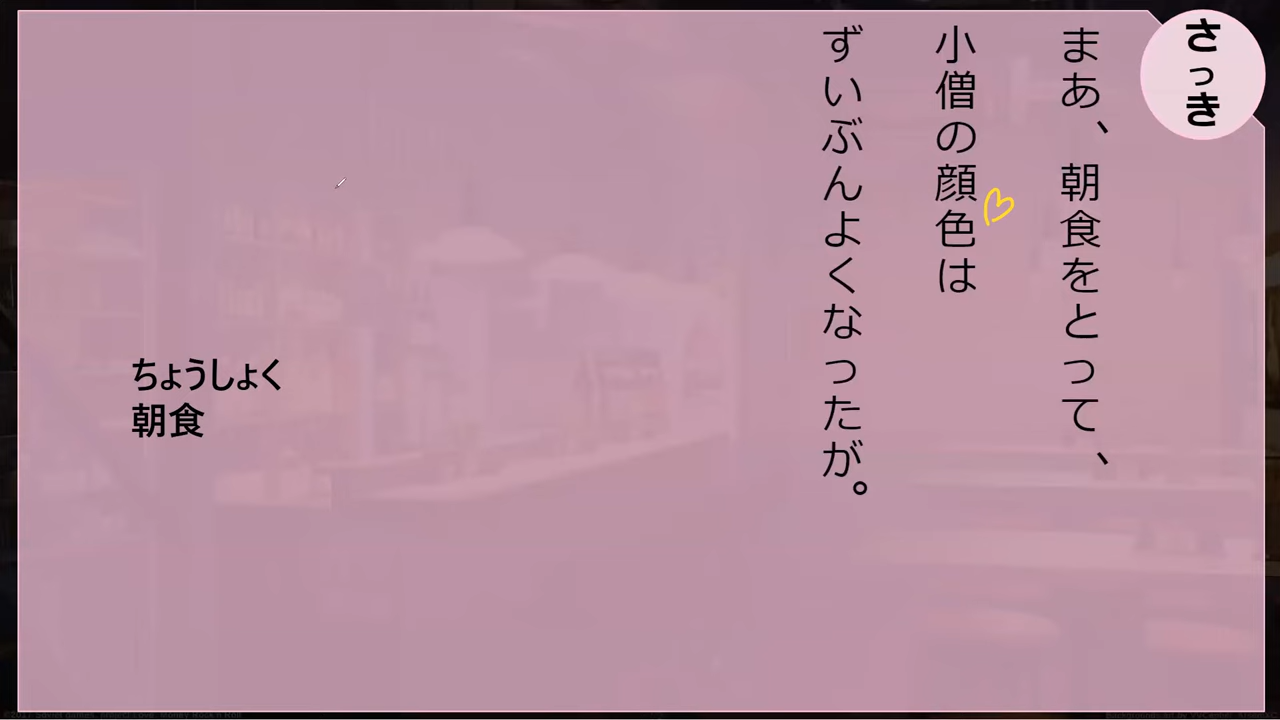 さっき
まあ、朝食をとって、
小僧の顔色は
ずいぶんよくなったが。
ちょうしょく
朝食